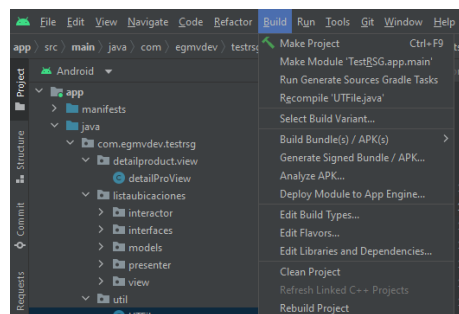 File Edit View Navigate Code Refactor Build Run Tools Git Window Help
app src main java com egmvdev testrsg
Project
Structure
Commit
Requests
Android
app
manifests
java
com.egmvdev.testrsg
detailproduct.view
detailProView
listaubicaciones
interactor
interfaces
models
presenter
view
util
Make Project Ctrl+F9
Make Module 'TestRSG.app.main'
Run Generate Sources Gradle Tasks
Recompile 'UTFile.java'
Select Build Variant...
Build Bundle(s) / APK(s)
Generate Signed Bundle / APK...
Analyze APK...
Deploy Module to App Engine...
Edit Build Types...
Edit Flavors...
Edit Libraries and Dependencies...
Clean Project
Refresh Linked C++ Projects
Rebuild Project